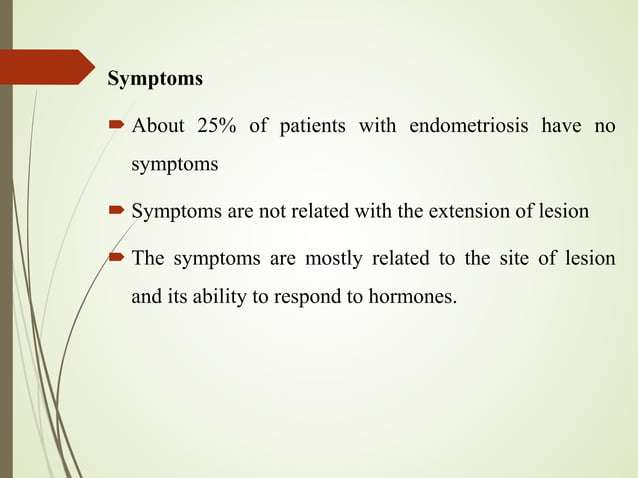 Symptoms
About 25% of patients with endometriosis have no
symptoms
Symptoms are not related with the extension of lesion
The symptoms are mostly related to the site of lesion
and its ability to respond to hormones.